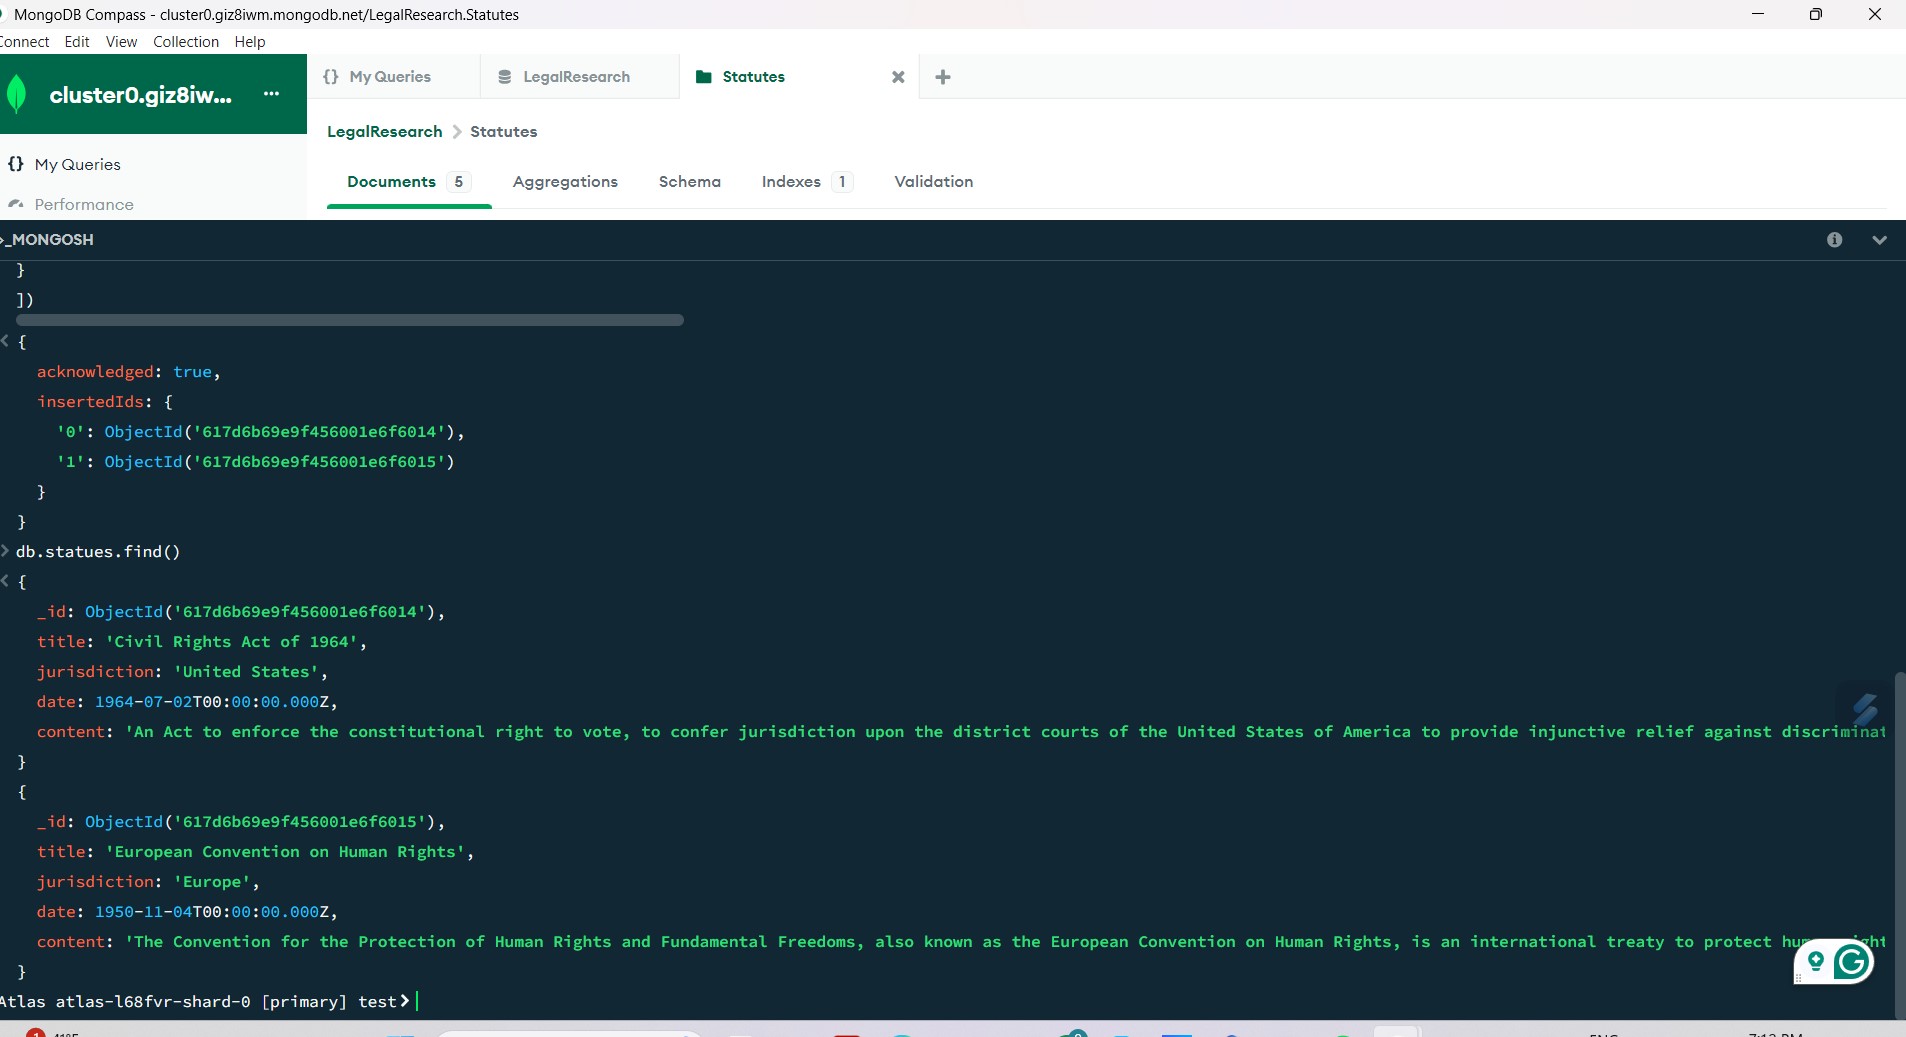 MongoDB Compass - cluster0.giz8iwm.mongodb.net/LegalResearch.Statutes
Connect Edit View Collection Help
cluster0.giz8iw... ...
{} My Queries
LegalResearch
Statutes
LegalResearch > Statutes
{} My Queries
Performance
Documents 5 Aggregations Schema Indexes 1 Validation
>_MONGOSH
}
])
< {
acknowledged: true,
insertedIds: {
'0': ObjectId('617d6b69e9f456001e6f6014'),
'1': ObjectId('617d6b69e9f456001e6f6015')
}
}
> db.statues.find()
< {
_id: ObjectId('617d6b69e9f456001e6f6014'),
title: 'Civil Rights Act of 1964',
jurisdiction: 'United States',
date: 1964-07-02T00:00:00.000Z,
content: 'An Act to enforce the constitutional right to vote, to confer jurisdiction upon the district courts of the United States of America to provide injunctive relief against discriminat
}
{
_id: ObjectId('617d6b69e9f456001e6f6015'),
title: 'European Convention on Human Rights',
jurisdiction: 'Europe',
date: 1950-11-04T00:00:00.000Z,
content: 'The Convention for the Protection of Human Rights and Fundamental Freedoms, also known as the European Convention on Human Rights, is an international treaty to protect
}
Atlas atlas-l68fvr-shard-0 [primary] test>